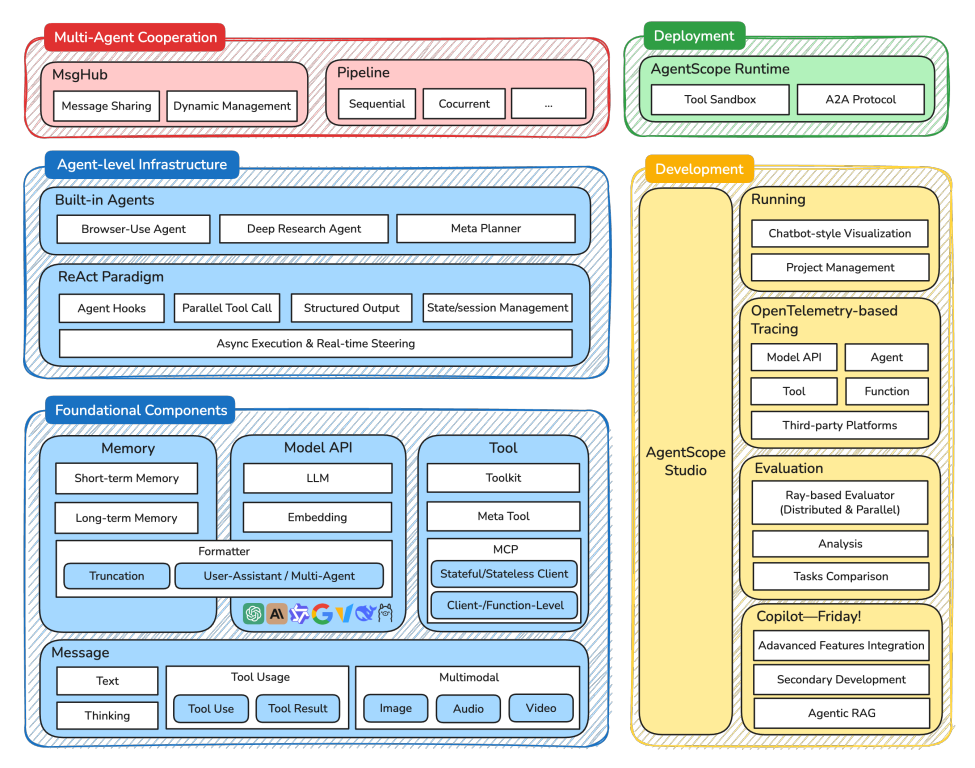 Multi-Agent Cooperation
MsgHub
Message Sharing
Dynamic Management
Pipeline
Sequential
Cocurrent
...
Deployment
AgentScope Runtime
Tool Sandbox
A2A Protocol
Agent-level Infrastructure
Built-in Agents
Browser-Use Agent
Deep Research Agent
Meta Planner
ReAct Paradigm
Agent Hooks
Parallel Tool Call
Structured Output
State/session Management
Async Execution & Real-time Steering
Foundational Components
Memory
Short-term Memory
Long-term Memory
Model API
LLM
Embedding
Formatter
Truncation
User-Assistant / Multi-Agent
Tool
Toolkit
Meta Tool
MCP
Stateful/Stateless Client
Client-/Function-Level
Message
Text
Thinking
Tool Usage
Tool Use
Tool Result
Multimodal
Image
Audio
Video
Development
AgentScope
Studio
Running
Chatbot-style Visualization
Project Management
OpenTelemetry-based
Tracing
Model API
Agent
Tool
Function
Third-party Platforms
Evaluation
Ray-based Evaluator
(Distributed & Parallel)
Analysis
Tasks Comparison
Copilot—Friday!
Adavanced Features Integration
Secondary Development
Agentic RAG